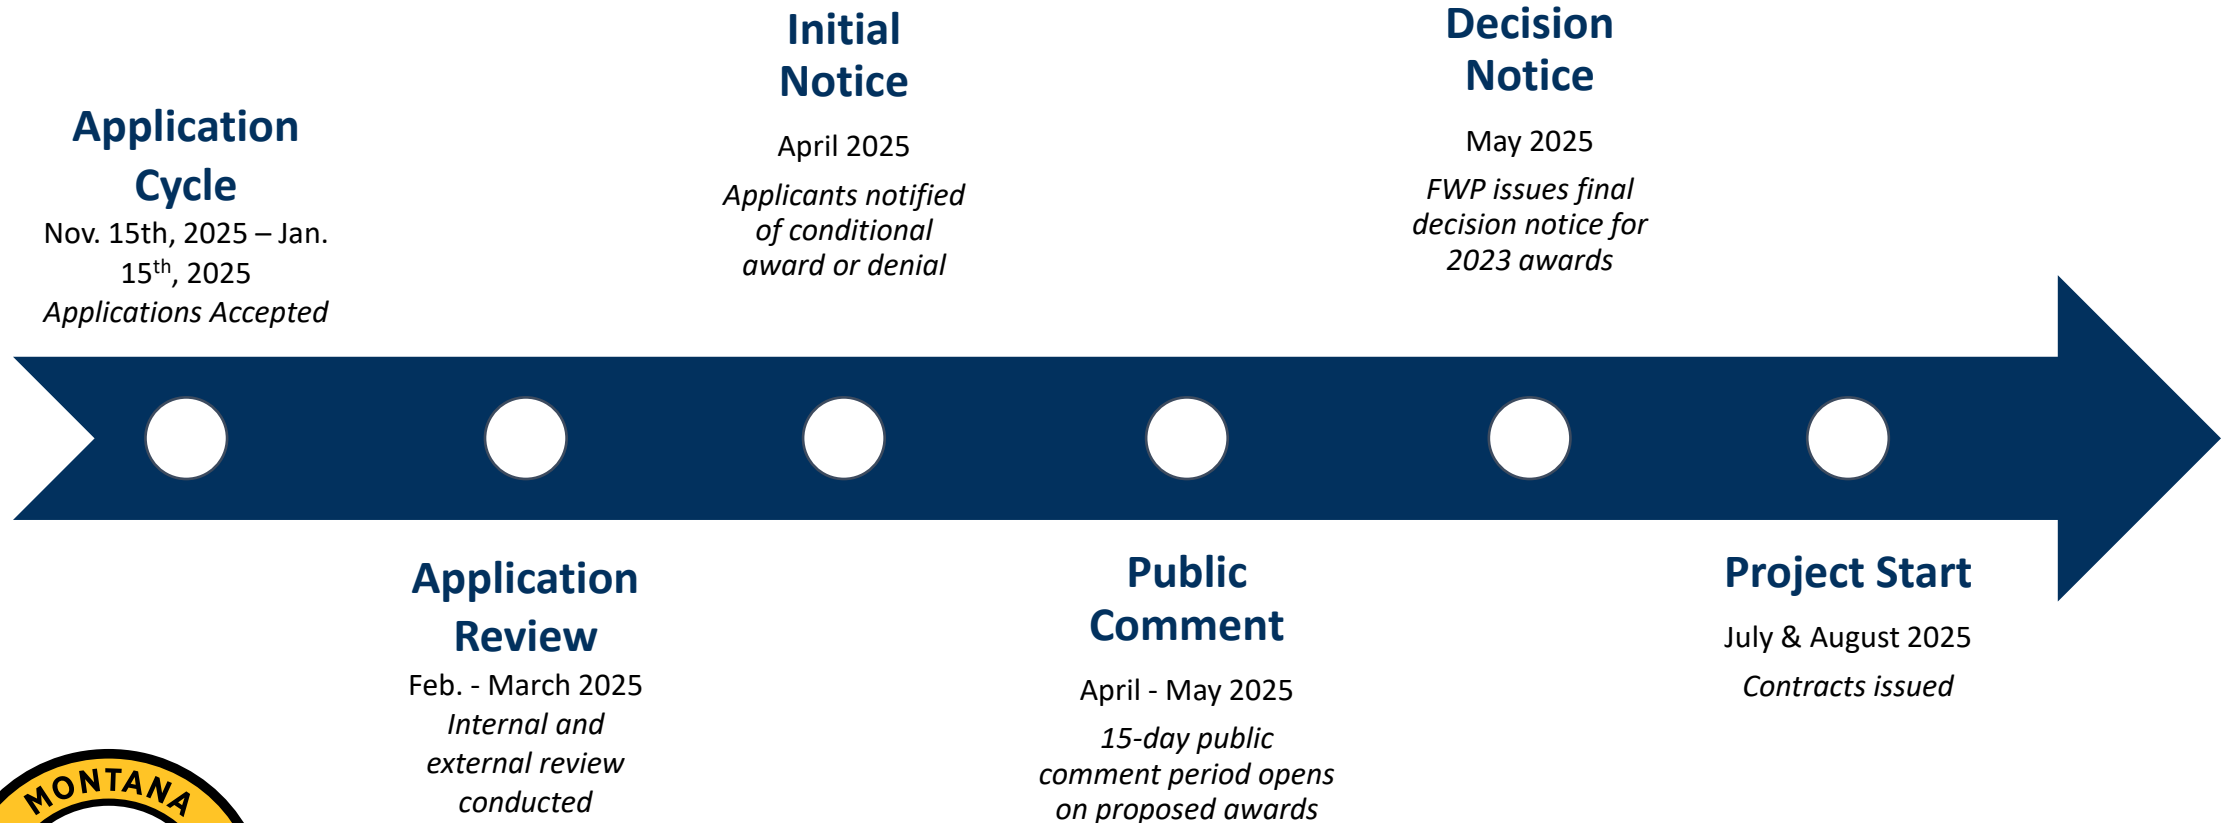 Application
Cycle
Nov. 15th, 2025 – Jan.
15th, 2025
Applications Accepted
Application
Review
Feb. - March 2025
Internal and
external review
conducted
Initial
Notice
April 2025
Applicants notified
of conditional
award or denial
Public
Comment
April - May 2025
15-day public
comment period opens
on proposed awards
Decision
Notice
May 2025
FWP issues final
decision notice for
2023 awards
Project Start
July & August 2025
Contracts issued
MONTANA